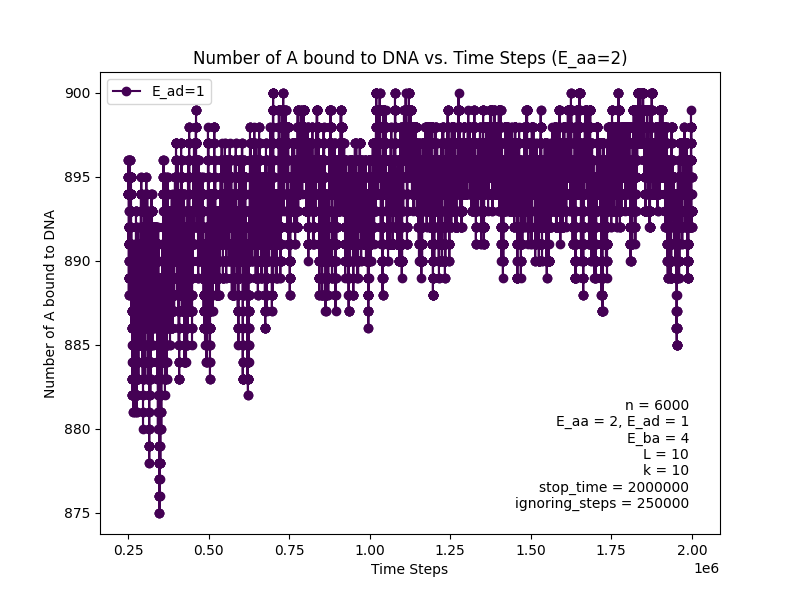 Number of A bound to DNA vs. Time Steps (E_aa=2)
E_ad=1
900
895
890
885
880
875
Number of A bound to DNA
n = 6000
E_aa = 2, E_ad = 1
E_ba = 4
L = 10
k = 10
stop_time = 2000000
ignoring_steps = 250000
0.25 0.50 0.75 1.00 1.25 1.50 1.75 2.00
1e6
Time Steps